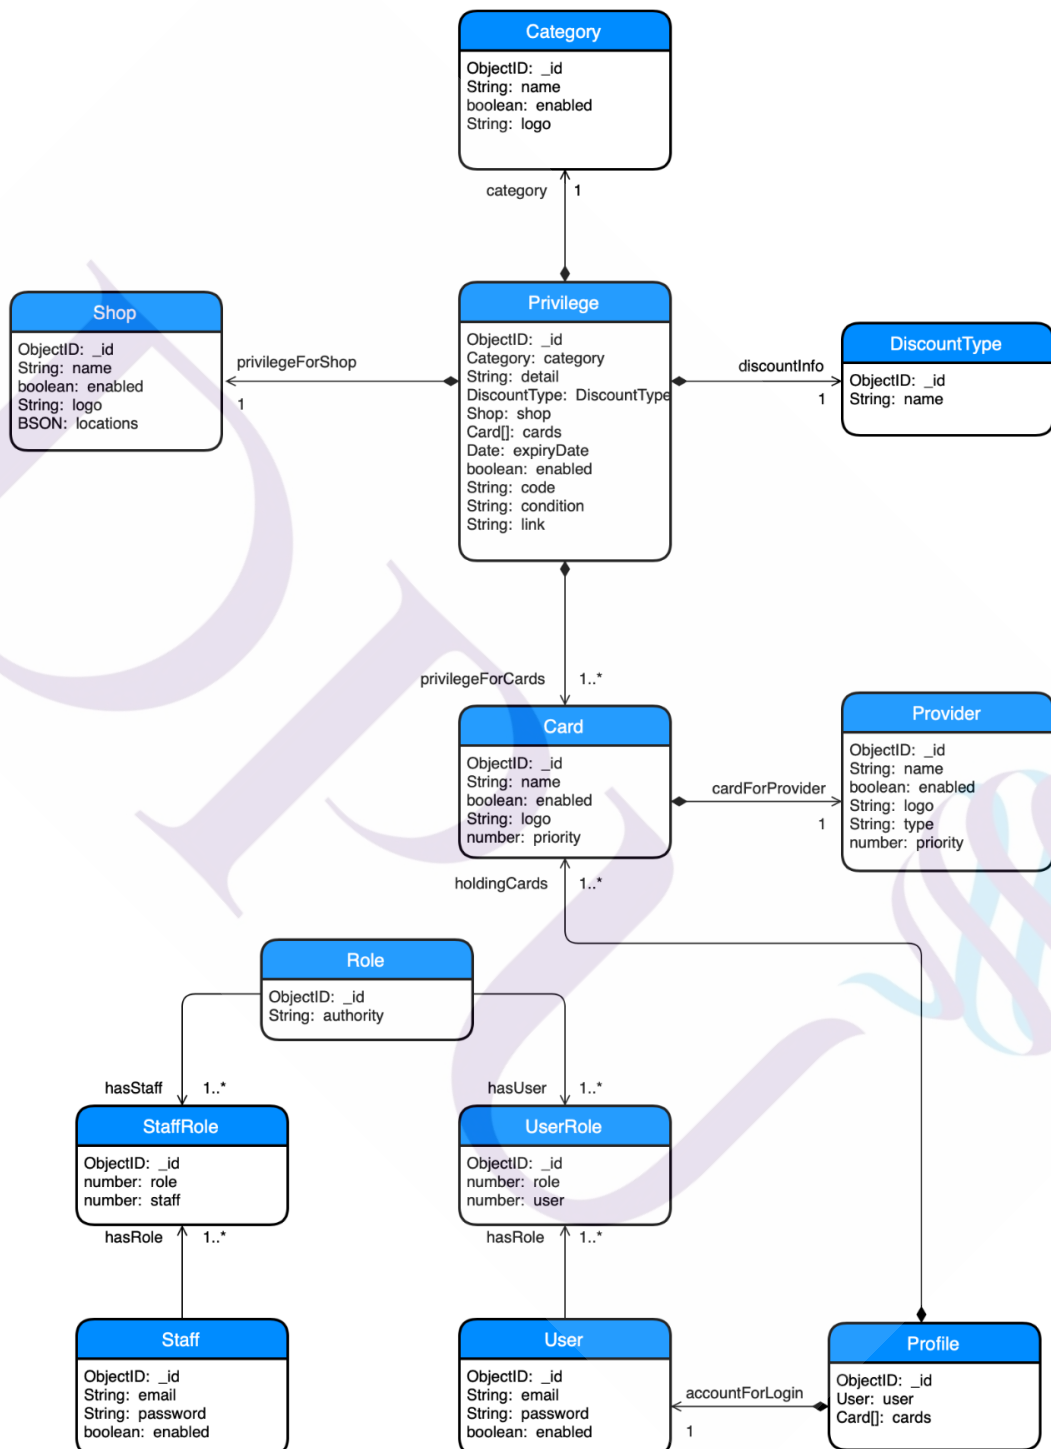 Category
ObjectID: _id
String: name
boolean: enabled
String: logo
category 1
Shop
ObjectID: _id
String: name
boolean: enabled
String: logo
BSON: locations
privilegeForShop
1
Privilege
ObjectID: _id
Category: category
String: detail
DiscountType: DiscountType
Shop: shop
Card[]: cards
Date: expiryDate
boolean: enabled
String: code
String: condition
String: link
discountInfo
1
DiscountType
ObjectID: _id
String: name
privilegeForCards 1..*
Card
ObjectID: _id
String: name
boolean: enabled
String: logo
number: priority
cardForProvider
1
Provider
ObjectID: _id
String: name
boolean: enabled
String: logo
String: type
number: priority
holdingCards 1..*
Role
ObjectID: _id
String: authority
hasStaff 1..*
hasUser 1..*
StaffRole
ObjectID: _id
number: role
number: staff
UserRole
ObjectID: _id
number: role
number: user
hasRole 1..*
hasRole 1..*
Staff
ObjectID: _id
String: email
String: password
boolean: enabled
User
ObjectID: _id
String: email
String: password
boolean: enabled
accountForLogin
1
Profile
ObjectID: _id
User: user
Card[]: cards
DPU